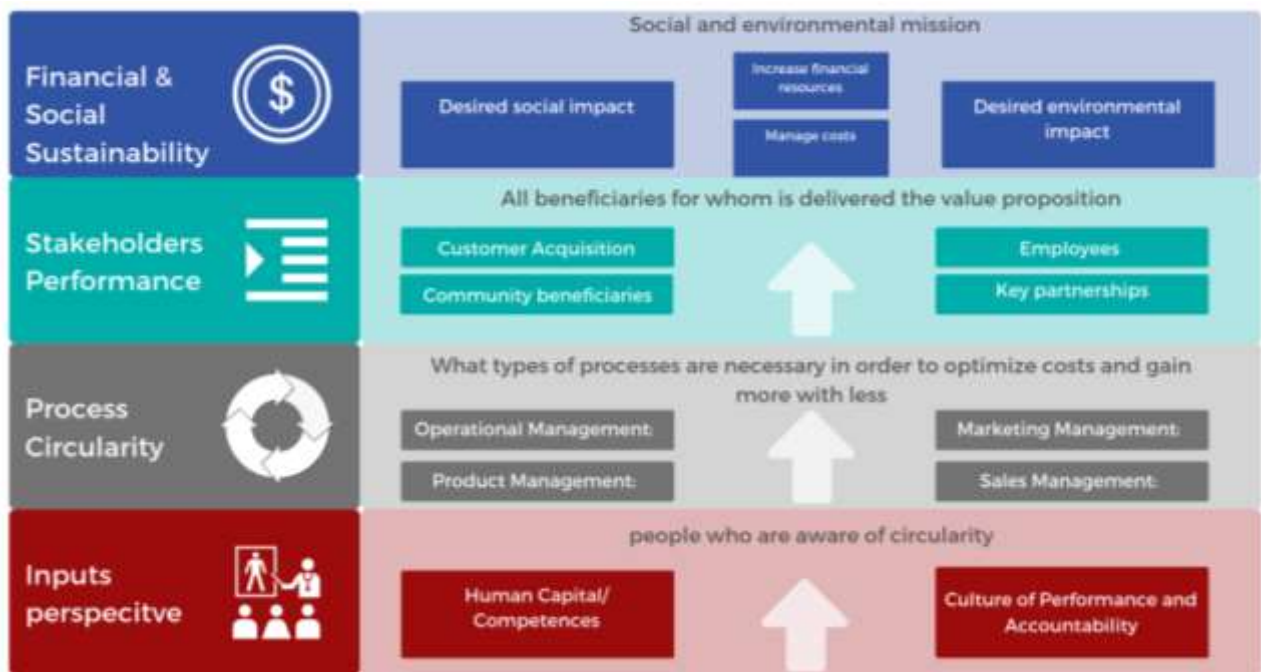 Social and environmental mission
Financial &
Social
Sustainability
$
Desired social impact
Increase financial
resources
Manage costs
Desired environmental
impact
All beneficiaries for whom is delivered the value proposition
Stakeholders
Performance
Customer Acquisition
Community beneficiaries
Employees
Key partnerships
What types of processes are necessary in order to optimize costs and gain
more with less
Process
Circularity
Operational Management:
Product Management:
Marketing Management:
Sales Management:
people who are aware of circularity
Inputs
perspecitve
Human Capital/
Competences
Culture of Performance and
Accountability